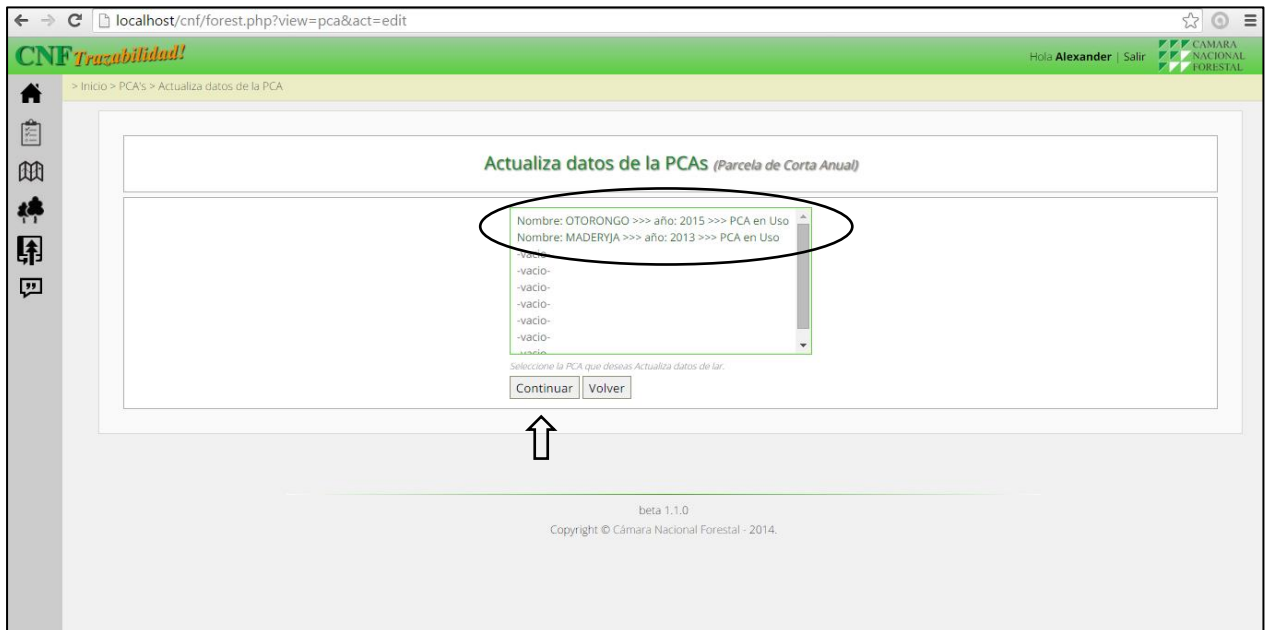 localhost/cnf/forest.php?view=pca&act=edit
CNF Trazabilidad!
Hola Alexander | Salir
CAMARA
NACIONAL
FORESTAL
> Inicio > PCA's > Actualiza datos de la PCA
Actualiza datos de la PCAs (Parcela de Corta Anual)
Nombre: OTORONGO >>> año: 2015 >>> PCA en Uso
Nombre: MADERYJA >>> año: 2013 >>> PCA en Uso
-vacio-
-vacio-
-vacio-
-vacio-
-vacio-
-vacio-
-vacio-
Seleccione la PCA que deseas Actualiza datos de lar.
Continuar Volver
beta 1.1.0
Copyright © Cámara Nacional Forestal - 2014.